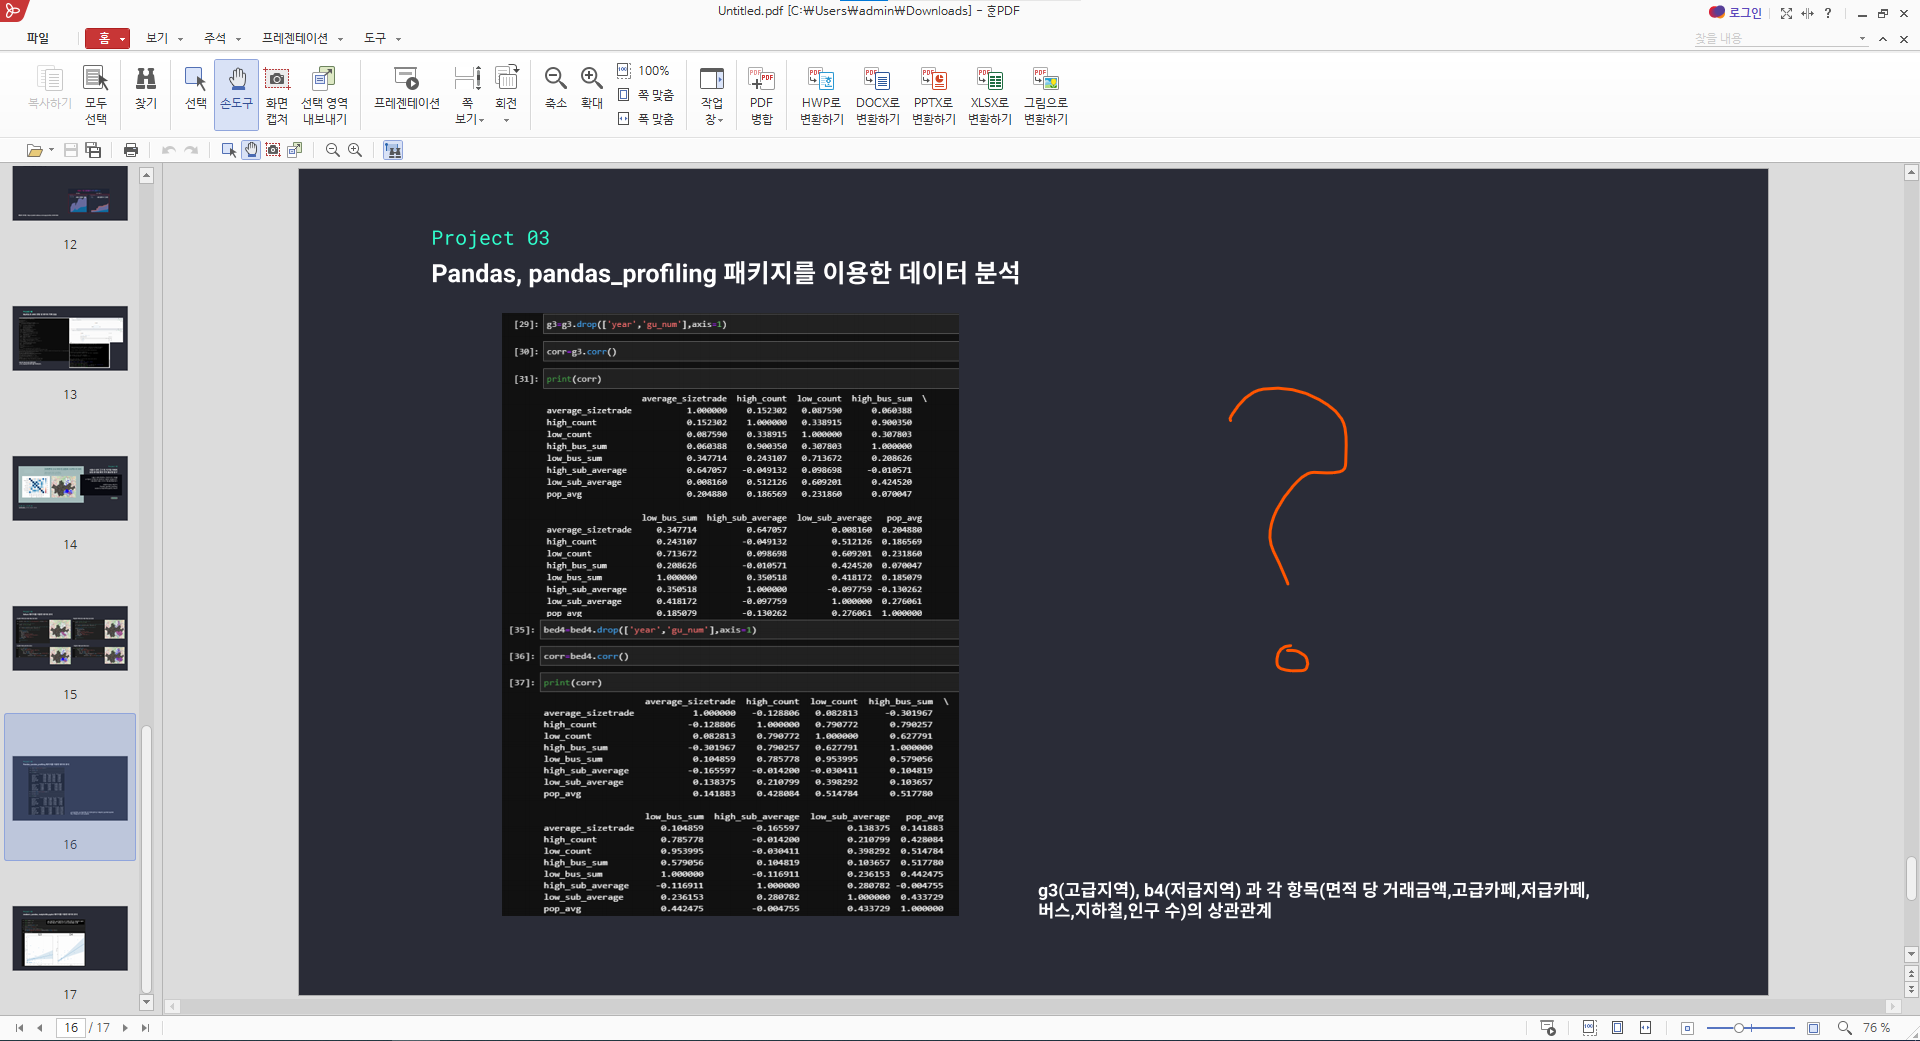 Untitled.pdf [C:₩Users₩admin₩Downloads] - 훈PDF
로그인
파일
홈
보기
주석
프레젠테이션
도구
찾을 내용
복사하기
모두 선택
찾기
선택
손도구
화면 캡처
선택 영역 내보내기
프레젠테이션
쪽 보기
회전
축소
확대
100%
쪽 맞춤
폭 맞춤
작업 창
PDF 병합
HWP로 변환하기
DOCX로 변환하기
PPTX로 변환하기
XLSX로 변환하기
그림으로 변환하기
12
13
14
15
16
17
Project 03
Pandas, pandas_profiling 패키지를 이용한 데이터 분석
[29]: g3=g3.drop(['year','gu_num'],axis=1)
[30]: corr=g3.corr()
[31]: print(corr)
average_sizetrade high_count low_count high_bus_sum \
average_sizetrade 1.000000 0.152302 0.087590 0.060388
high_count 0.152302 1.000000 0.338915 0.900350
low_count 0.087590 0.338915 1.000000 0.307803
high_bus_sum 0.060388 0.900350 0.307803 1.000000
low_bus_sum 0.347714 0.243107 0.713672 0.208626
high_sub_average 0.647057 -0.049132 0.098698 -0.010571
low_sub_average 0.008160 0.512126 0.609201 0.424520
pop_avg 0.204880 0.186569 0.231860 0.070047
low_bus_sum high_sub_average low_sub_average pop_avg
average_sizetrade 0.347714 0.647057 0.008160 0.204880
high_count 0.243107 -0.049132 0.512126 0.186569
low_count 0.713672 0.098698 0.609201 0.231860
high_bus_sum 0.208626 -0.010571 0.424520 0.070047
low_bus_sum 1.000000 0.350518 0.418172 0.185079
high_sub_average 0.350518 1.000000 -0.097759 -0.130262
low_sub_average 0.418172 -0.097759 1.000000 0.276061
pop_avg 0.185079 -0.130262 0.276061 1.000000
[35]: bed4=bed4.drop(['year','gu_num'],axis=1)
[36]: corr=bed4.corr()
[37]: print(corr)
average_sizetrade high_count low_count high_bus_sum \
average_sizetrade 1.000000 -0.128806 0.082813 -0.301967
high_count -0.128806 1.000000 0.790772 0.790257
low_count 0.082813 0.790772 1.000000 0.627791
high_bus_sum -0.301967 0.790257 0.627791 1.000000
low_bus_sum 0.104859 0.785778 0.953995 0.579056
high_sub_average -0.165597 -0.014200 -0.030411 0.104819
low_sub_average 0.138375 0.210799 0.398292 0.103657
pop_avg 0.141883 0.428084 0.514784 0.517780
low_bus_sum high_sub_average low_sub_average pop_avg
average_sizetrade 0.104859 -0.165597 0.138375 0.141883
high_count 0.785778 -0.014200 0.210799 0.428084
low_count 0.953995 -0.030411 0.398292 0.514784
high_bus_sum 0.579056 0.104819 0.103657 0.517780
low_bus_sum 1.000000 -0.116911 0.236153 0.442475
high_sub_average -0.116911 1.000000 0.280782 -0.004755
low_sub_average 0.236153 0.280782 1.000000 0.433729
pop_avg 0.442475 -0.004755 0.433729 1.000000
?
g3(고급지역), b4(저급지역) 과 각 항목(면적 당 거래금액,고급카페,저급카페,
버스,지하철,인구 수)의 상관관계
16 / 17
76 %